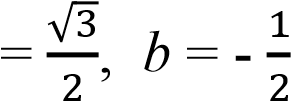 = √3/2, b = - 1/2